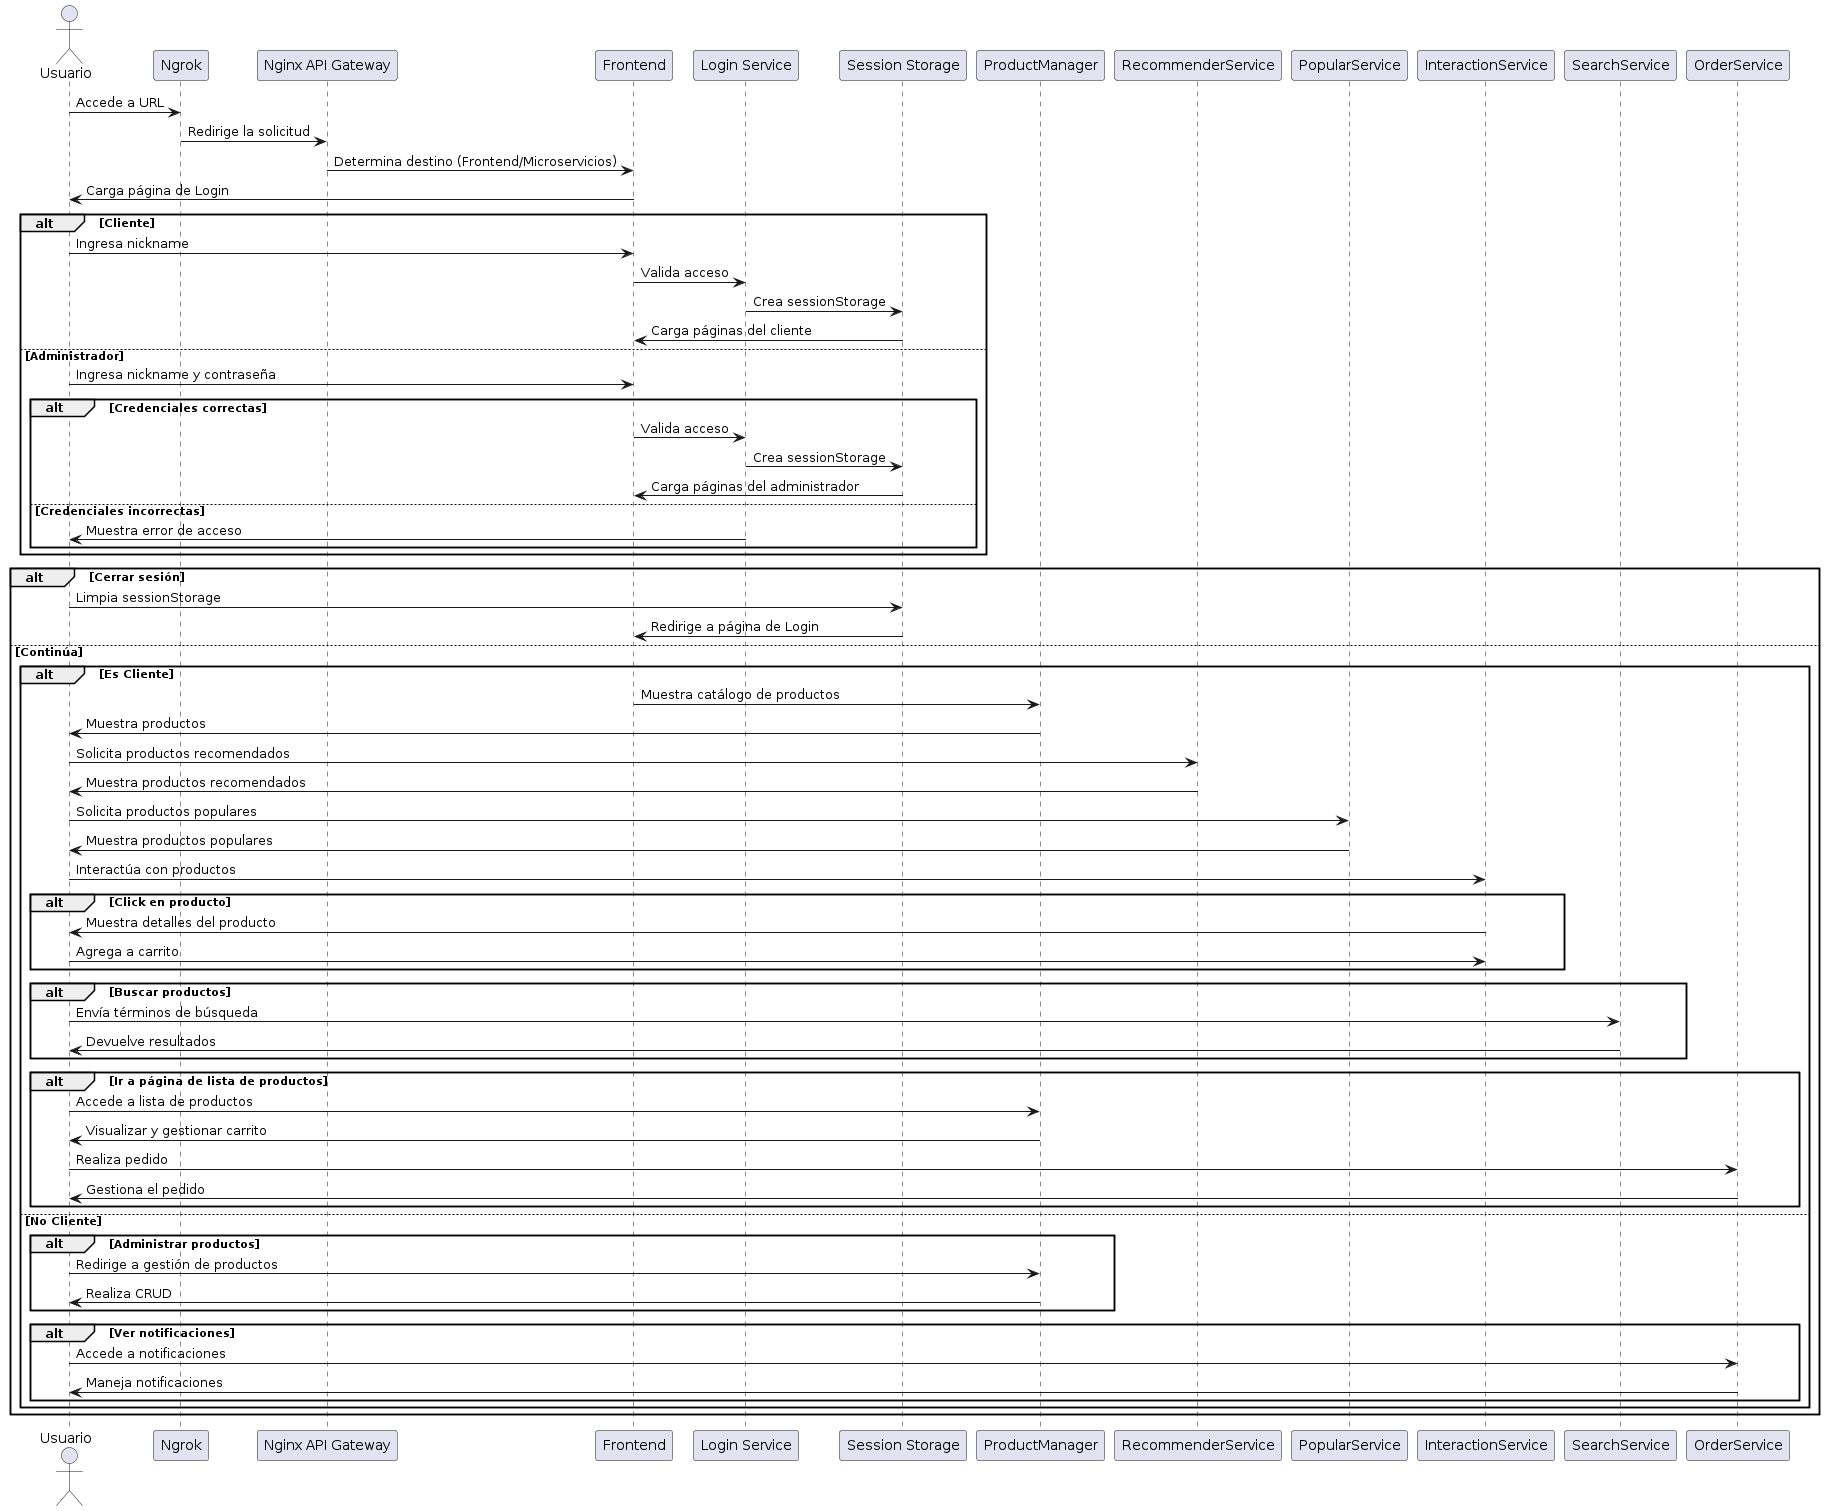 Usuario
Ngrok
Nginx API Gateway
Frontend
Login Service
Session Storage
ProductManager
RecommenderService
PopularService
InteractionService
SearchService
OrderService
Accede a URL
Redirige la solicitud
Determina destino (Frontend/Microservicios)
Carga página de Login
alt [Cliente]
Ingresa nickname
Valida acceso
Crea sessionStorage
Carga páginas del cliente
[Administrador]
Ingresa nickname y contraseña
alt [Credenciales correctas]
Valida acceso
Crea sessionStorage
Carga páginas del administrador
[Credenciales incorrectas]
Muestra error de acceso
alt [Cerrar sesión]
Limpia sessionStorage
Redirige a página de Login
[Continúa]
alt [Es Cliente]
Muestra catálogo de productos
Muestra productos
Solicita productos recomendados
Muestra productos recomendados
Solicita productos populares
Muestra productos populares
Interactúa con productos
alt [Click en producto]
Muestra detalles del producto
Agrega a carrito
alt [Buscar productos]
Envía términos de búsqueda
Devuelve resultados
alt [Ir a página de lista de productos]
Accede a lista de productos
Visualizar y gestionar carrito
Realiza pedido
Gestiona el pedido
[No Cliente]
alt [Administrar productos]
Redirige a gestión de productos
Realiza CRUD
alt [Ver notificaciones]
Accede a notificaciones
Maneja notificaciones
Usuario
Ngrok
Nginx API Gateway
Frontend
Login Service
Session Storage
ProductManager
RecommenderService
PopularService
InteractionService
SearchService
OrderService